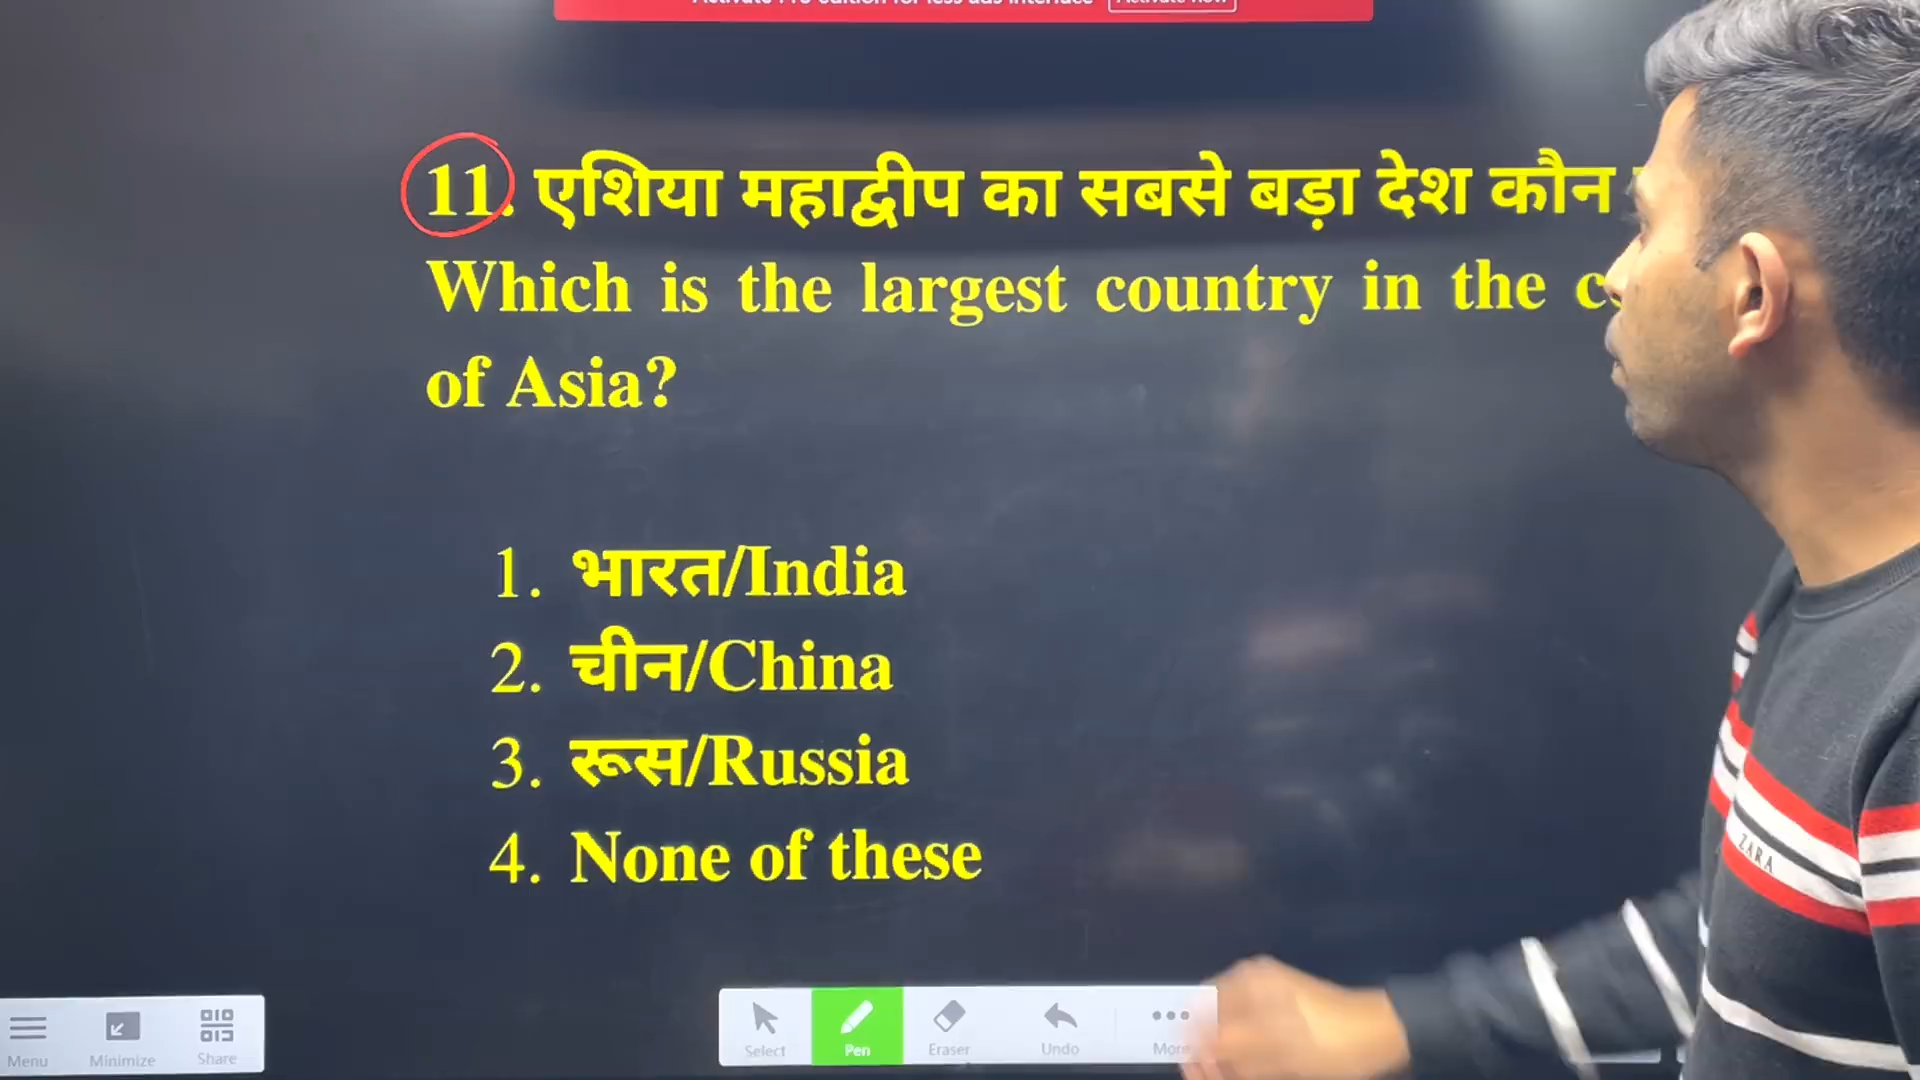 11. एशिया महाद्वीप का सबसे बड़ा देश कौन
Which is the largest country in the
of Asia?
1. भारत/India
2. चीन/China
3. रूस/Russia
4. None of these
ZARA
Menu Minimize Share
Select Pen Eraser Undo More